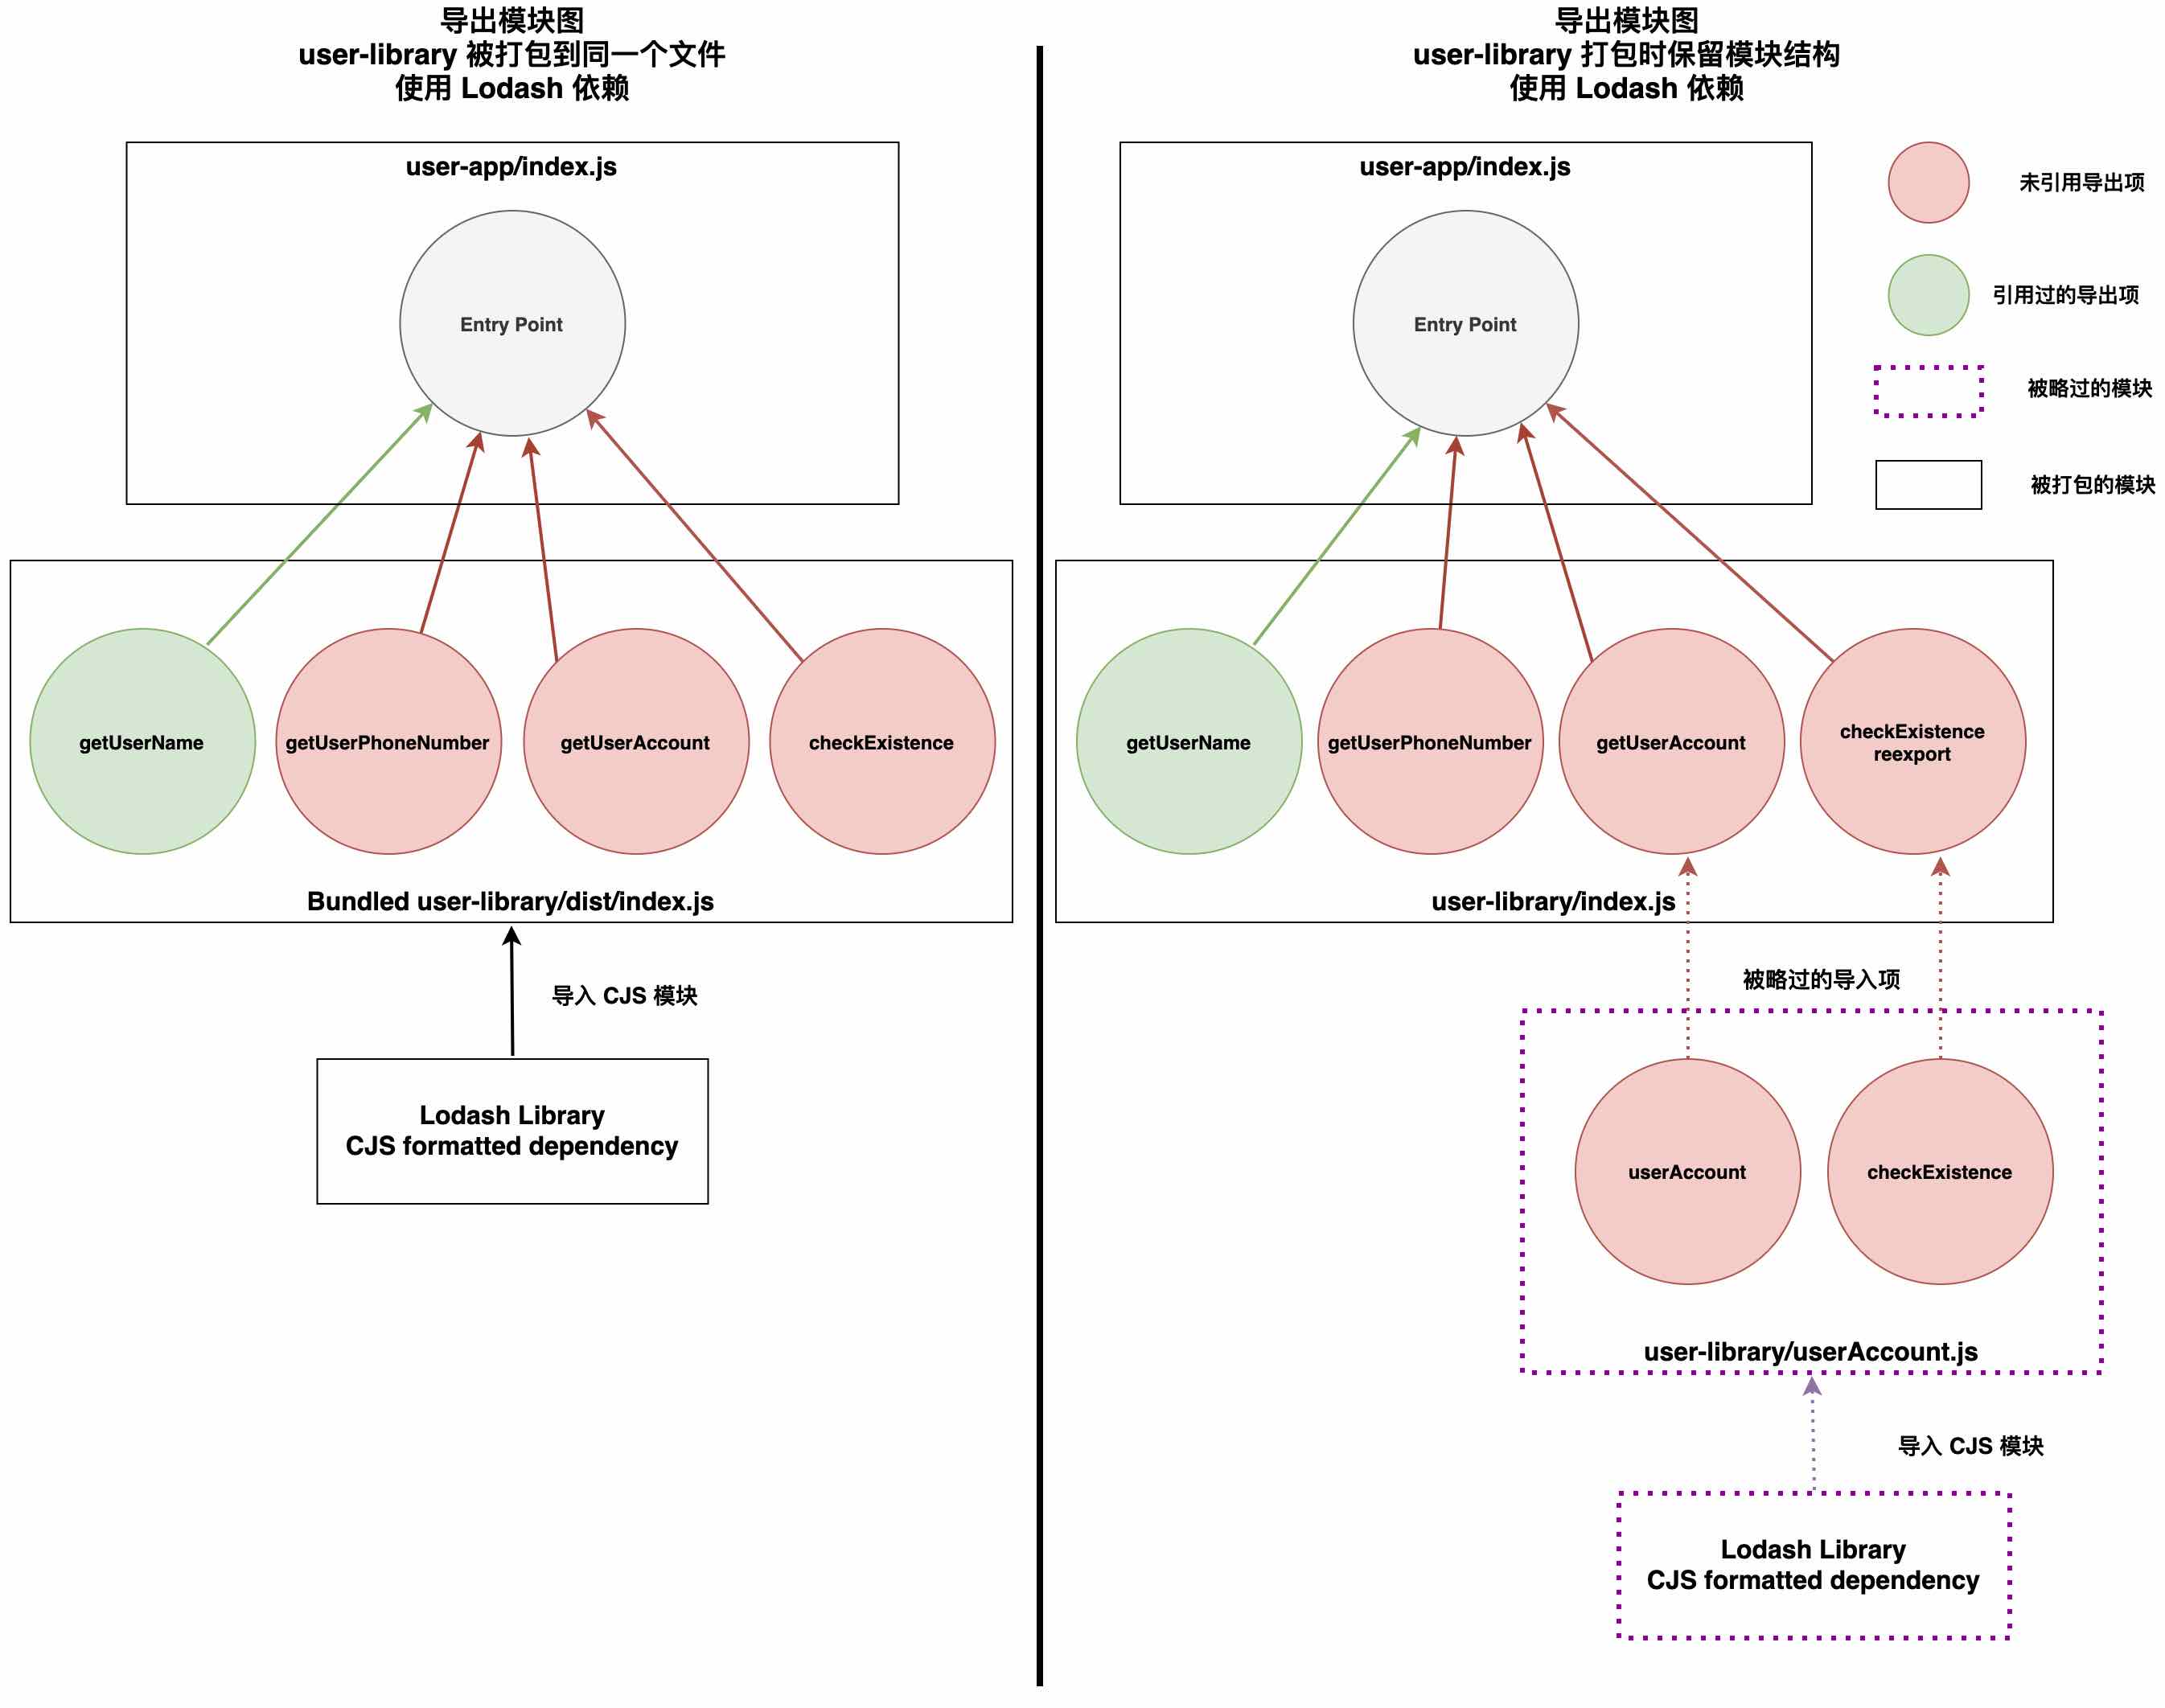 导出模块图
user-library 被打包到同一个文件
使用 Lodash 依赖
user-app/index.js
Entry Point
getUserName
getUserPhoneNumber
getUserAccount
checkExistence
Bundled user-library/dist/index.js
导入 CJS 模块
Lodash Library
CJS formatted dependency
导出模块图
user-library 打包时保留模块结构
使用 Lodash 依赖
user-app/index.js
Entry Point
未引用导出项
引用过的导出项
被略过的模块
被打包的模块
getUserName
getUserPhoneNumber
getUserAccount
checkExistence
reexport
user-library/index.js
被略过的导入项
userAccount
checkExistence
user-library/userAccount.js
导入 CJS 模块
Lodash Library
CJS formatted dependency